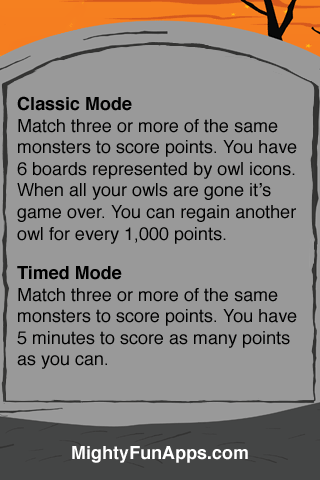 Classic Mode
Match three or more of the same
monsters to score points. You have
6 boards represented by owl icons.
When all your owls are gone it's
game over. You can regain another
owl for every 1,000 points.
Timed Mode
Match three or more of the same
monsters to score points. You have
5 minutes to score as many points
as you can.
MightyFunApps.com